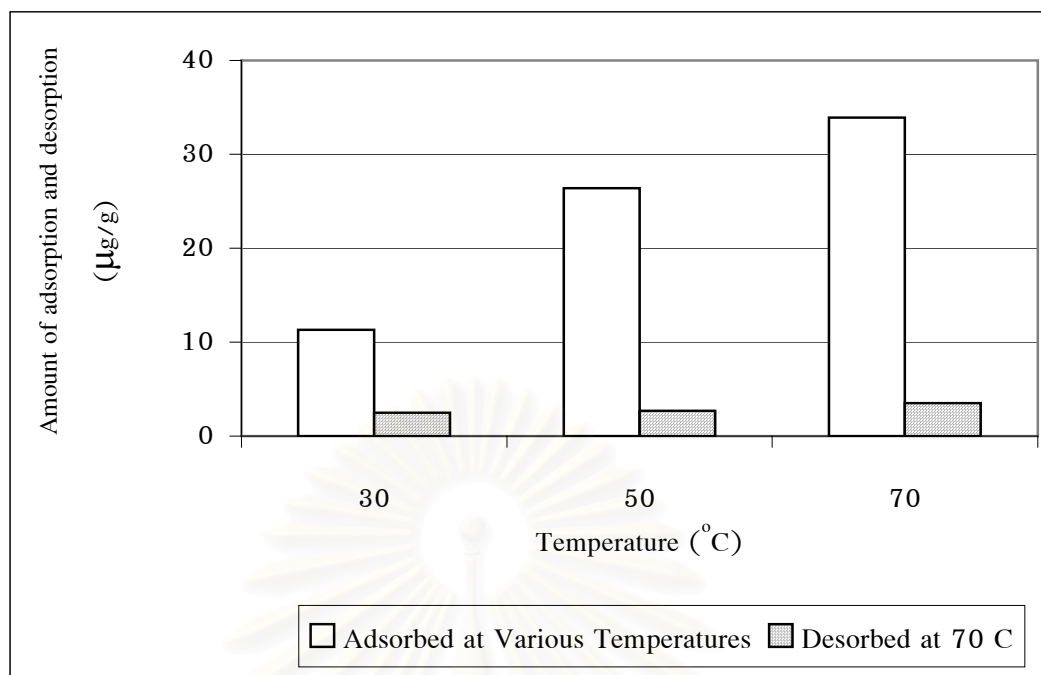 Amount of adsorption and desorption
(μg/g)
40
30
20
10
0
30 50 70
Temperature (°C)
Adsorbed at Various Temperatures Desorbed at 70 C